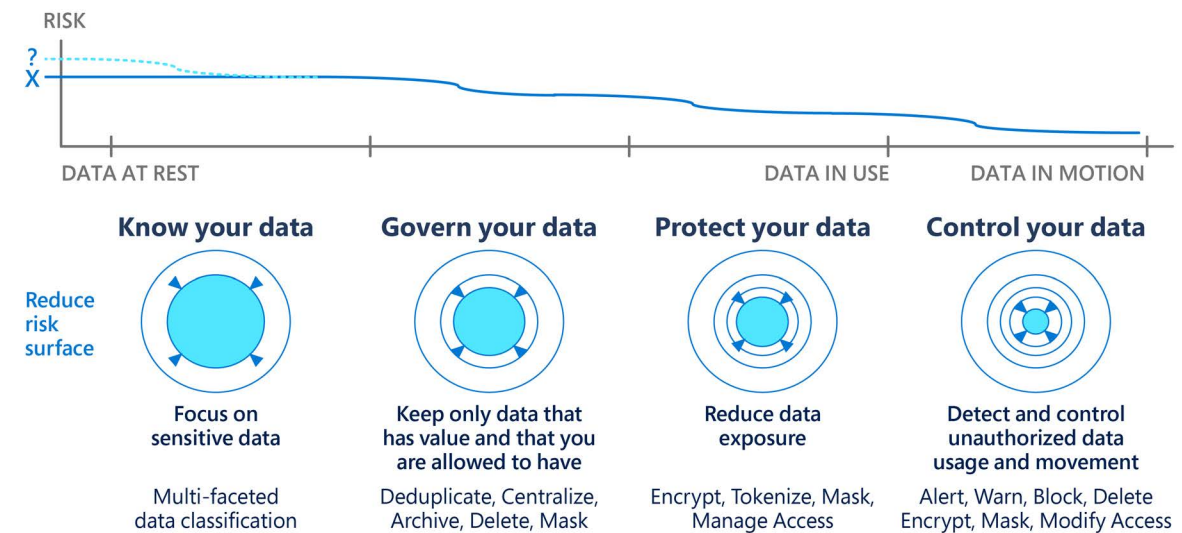 RISK
?
X
DATA AT REST
DATA IN USE
DATA IN MOTION
Know your data
Govern your data
Protect your data
Control your data
Reduce
risk
surface
Focus on
sensitive data
Keep only data that
has value and that you
are allowed to have
Reduce data
exposure
Detect and control
unauthorized data
usage and movement
Multi-faceted
data classification
Deduplicate, Centralize,
Archive, Delete, Mask
Encrypt, Tokenize, Mask,
Manage Access
Alert, Warn, Block, Delete
Encrypt, Mask, Modify Access